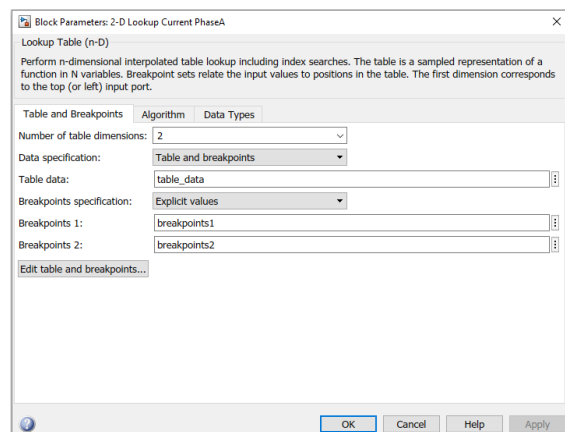 Block Parameters: 2-D Lookup Current PhaseA
Lookup Table (n-D)
Perform n-dimensional interpolated table lookup including index searches. The table is a sampled representation of a
function in N variables. Breakpoint sets relate the input values to positions in the table. The first dimension corresponds
to the top (or left) input port.
Table and Breakpoints Algorithm Data Types
Number of table dimensions: 2
Data specification: Table and breakpoints
Table data: table_data
Breakpoints specification: Explicit values
Breakpoints 1: breakpoints1
Breakpoints 2: breakpoints2
Edit table and breakpoints...
OK Cancel Help Apply